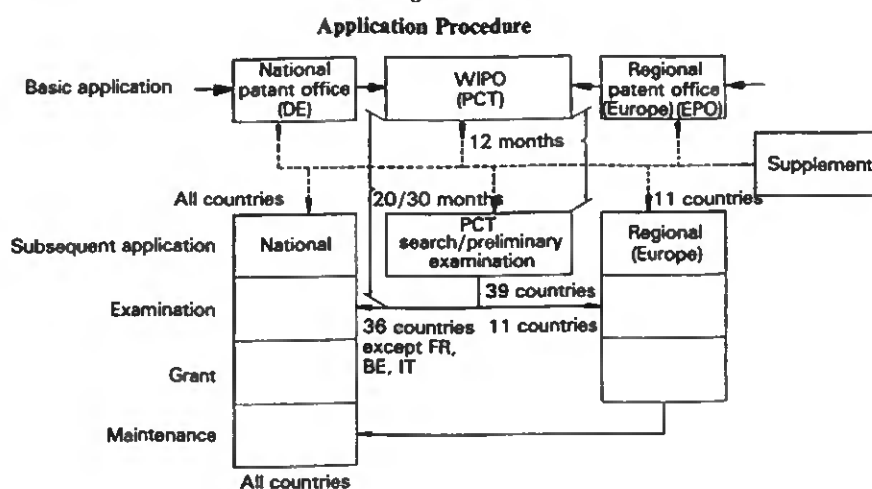 Application Procedure
Basic application
National
patent office
(DE)
WIPO
(PCT)
Regional
patent office
(Europe) (EPO)
12 months
Supplement
All countries
20/30 months
11 countries
Subsequent application
National
PCT
search/preliminary
examination
Regional
(Europe)
39 countries
Examination
36 countries
except FR,
BE, IT
11 countries
Grant
Maintenance
All countries